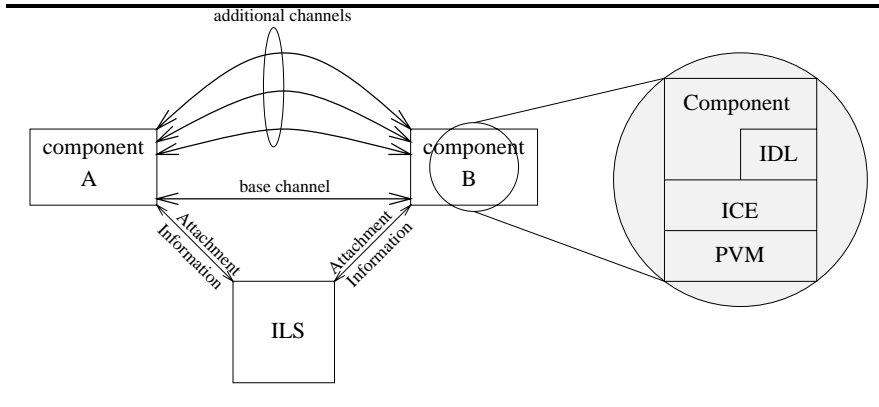 additional channels
component
A
base channel
component
B
Attachment
Information
Attachment
Information
ILS
Component
IDL
ICE
PVM